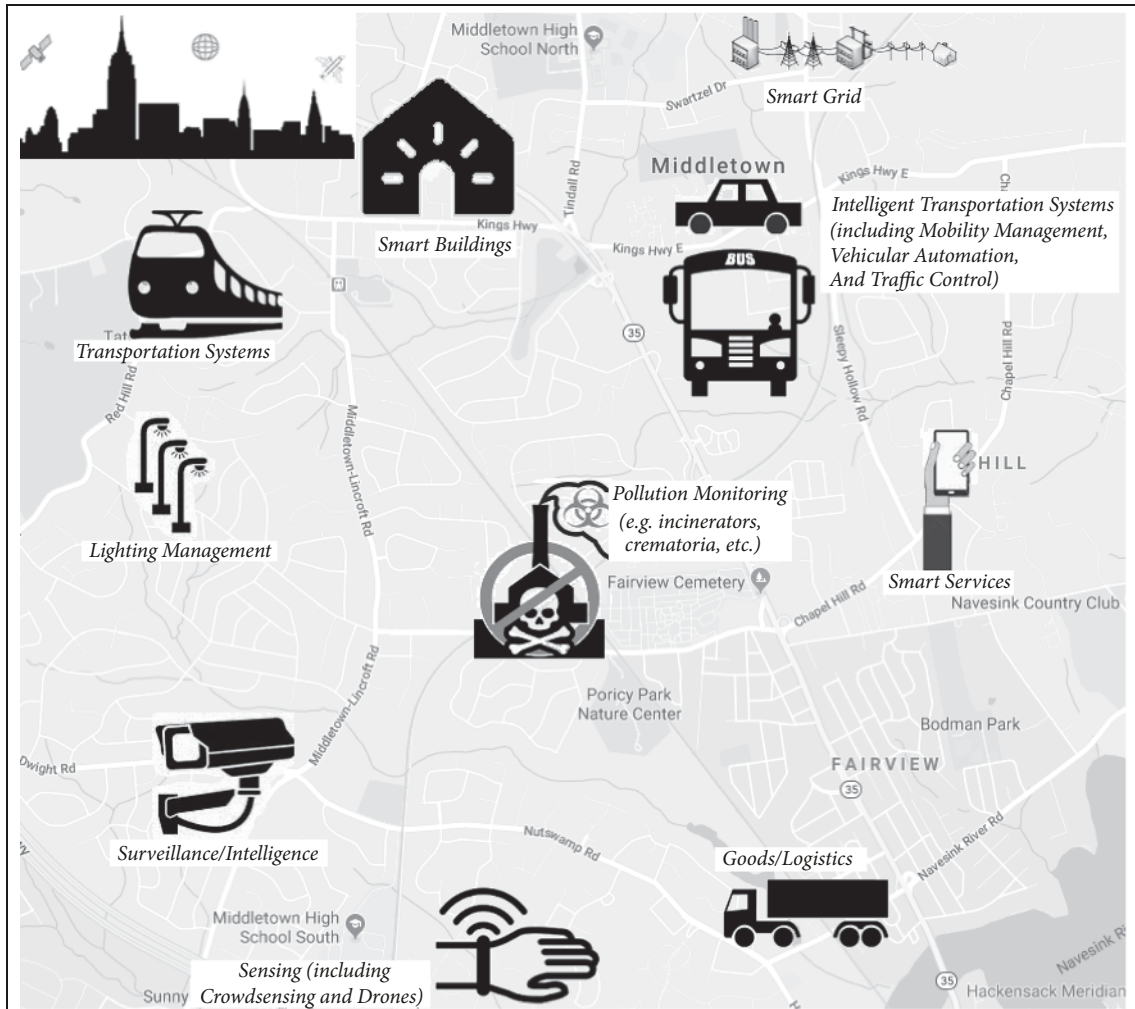 Middletown High
School North
Swartzel Dr
Smart Grid
Middletown
Kings Hwy E
Tindall Rd
Kings Hwy
Kings Hwy E
Smart Buildings
BUS
Intelligent Transportation Systems
(including Mobility Management,
Vehicular Automation,
And Traffic Control)
Transportation Systems
35
Red Hill Rd
Sleepy Hollow Rd
Chapel Hill Rd
Middletown-Lincroft Rd
HILL
Lighting Management
Pollution Monitoring
(e.g. incinerators,
crematoria, etc.)
Fairview Cemetery
Smart Services
Chapel Hill Rd
Navesink Country Club
Middletown-Lincroft Rd
Poricy Park
Nature Center
Bodman Park
Dwight Rd
FAIRVIEW
35
Navesink River Rd
Nutswamp Rd
Surveillance/Intelligence
Goods/Logistics
Middletown High
School South
Sensing (including
Crowdsensing and Drones)
Sunny
35
Navesink
Hackensack Meridian